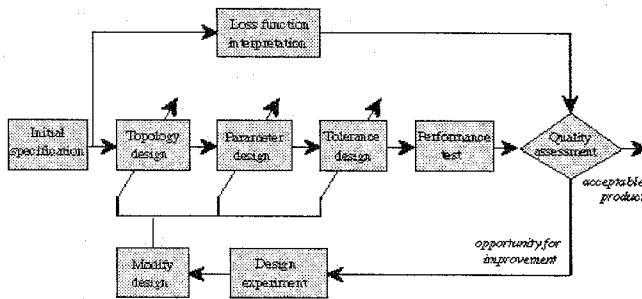 Loss function
interpretation
Initial
specification
Topology
design
Parameter
design
Tolerance
design
Performance
test
Quality
assessment
acceptable
product
opportunity for
improvement
Modify
design
Design
experiment